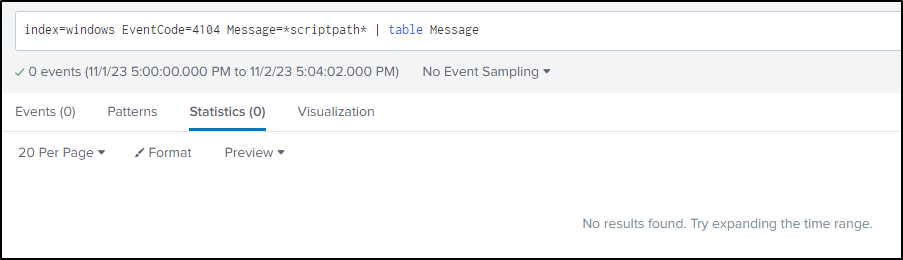 index=windows EventCode=4104 Message=*scriptpath* | table Message
0 events (11/1/23 5:00:00.000 PM to 11/2/23 5:04:02.000 PM) No Event Sampling
Events (0) Patterns Statistics (0) Visualization
20 Per Page Format Preview
No results found. Try expanding the time range.